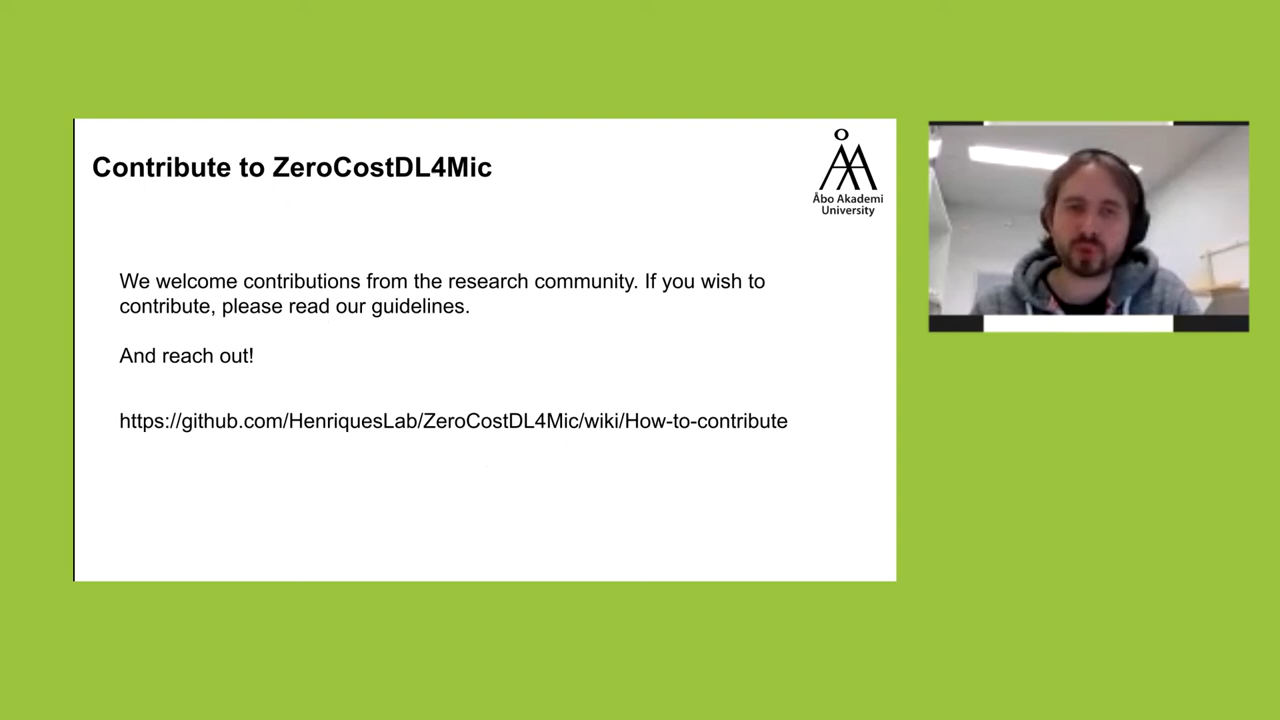 Contribute to ZeroCostDL4Mic
Åbo Akademi
University
We welcome contributions from the research community. If you wish to
contribute, please read our guidelines.
And reach out!
https://github.com/HenriquesLab/ZeroCostDL4Mic/wiki/How-to-contribute